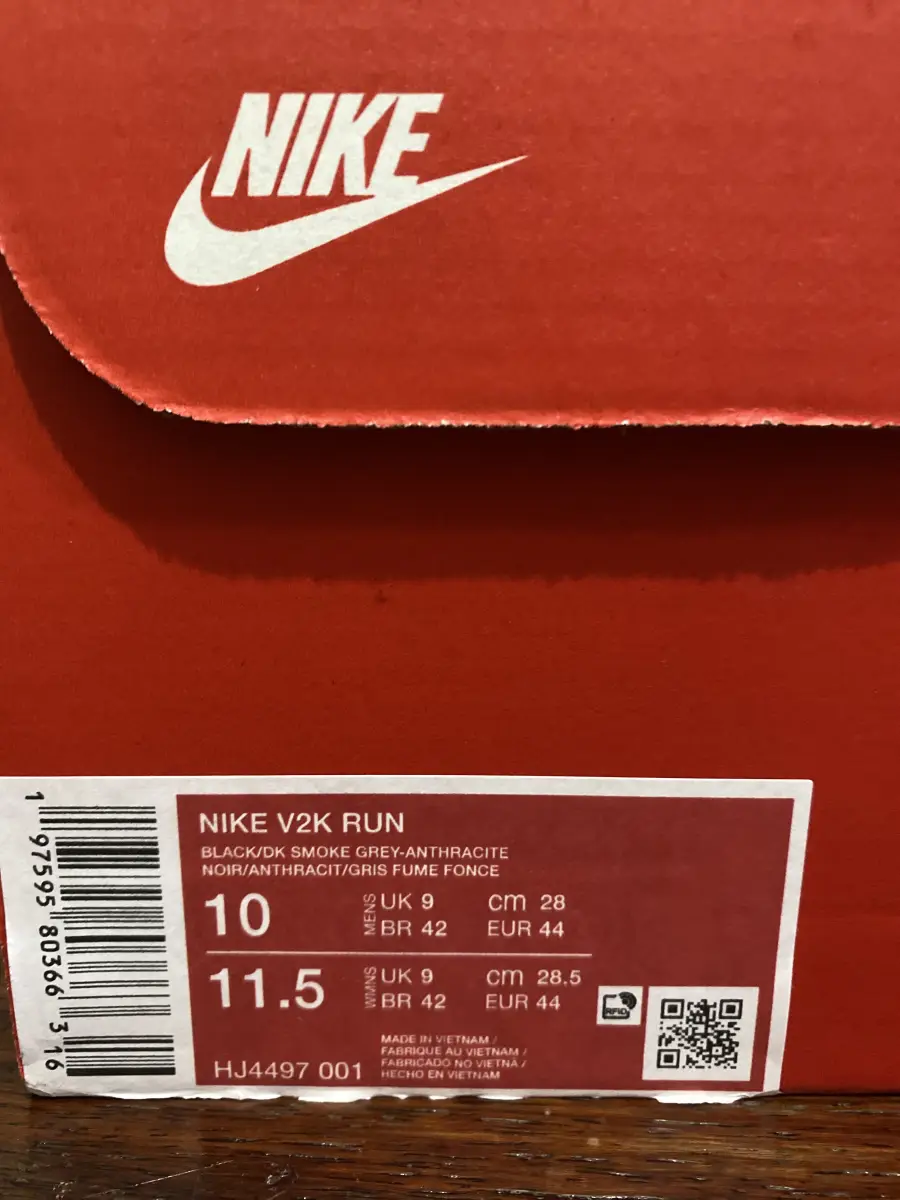 NIKE
NIKE V2K RUN
BLACK/DK SMOKE GREY-ANTHRACITE
NOIR/ANTHRACIT/GRIS FUME FONCE
10 MENS UK 9 cm 28
BR 42 EUR 44
11.5 WMNS UK 9 cm 28.5
BR 42 EUR 44
RFID
HJ4497 001
MADE IN VIETNAM /
FABRIQUE AU VIETNAM /
FABRICADO NO VIETNÃ /
HECHO EN VIETNAM
1 97595 80366 3 16